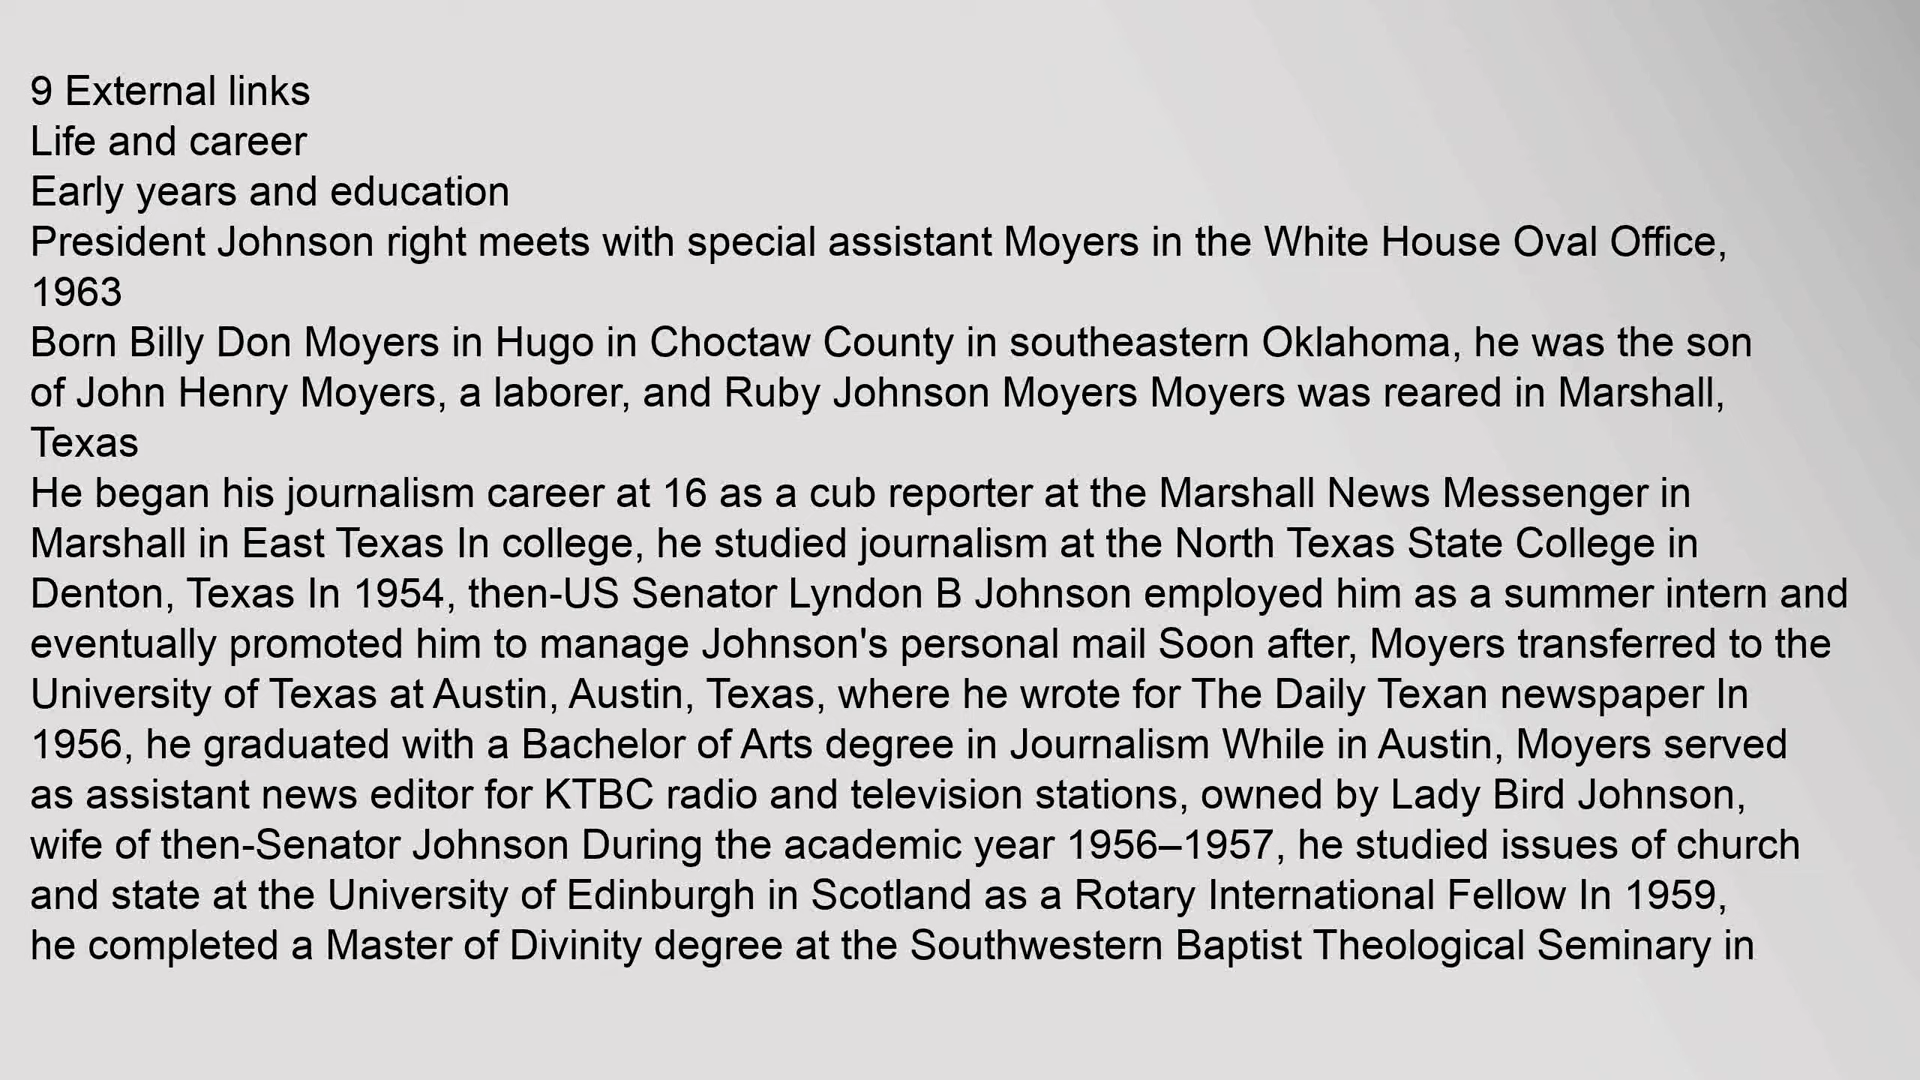 9 External links
Life and career
Early years and education
President Johnson right meets with special assistant Moyers in the White House Oval Office,
1963
Born Billy Don Moyers in Hugo in Choctaw County in southeastern Oklahoma, he was the son
of John Henry Moyers, a laborer, and Ruby Johnson Moyers Moyers was reared in Marshall,
Texas
He began his journalism career at 16 as a cub reporter at the Marshall News Messenger in
Marshall in East Texas In college, he studied journalism at the North Texas State College in
Denton, Texas In 1954, then-US Senator Lyndon B Johnson employed him as a summer intern and
eventually promoted him to manage Johnson's personal mail Soon after, Moyers transferred to the
University of Texas at Austin, Austin, Texas, where he wrote for The Daily Texan newspaper In
1956, he graduated with a Bachelor of Arts degree in Journalism While in Austin, Moyers served
as assistant news editor for KTBC radio and television stations, owned by Lady Bird Johnson,
wife of then-Senator Johnson During the academic year 1956–1957, he studied issues of church
and state at the University of Edinburgh in Scotland as a Rotary International Fellow In 1959,
he completed a Master of Divinity degree at the Southwestern Baptist Theological Seminary in